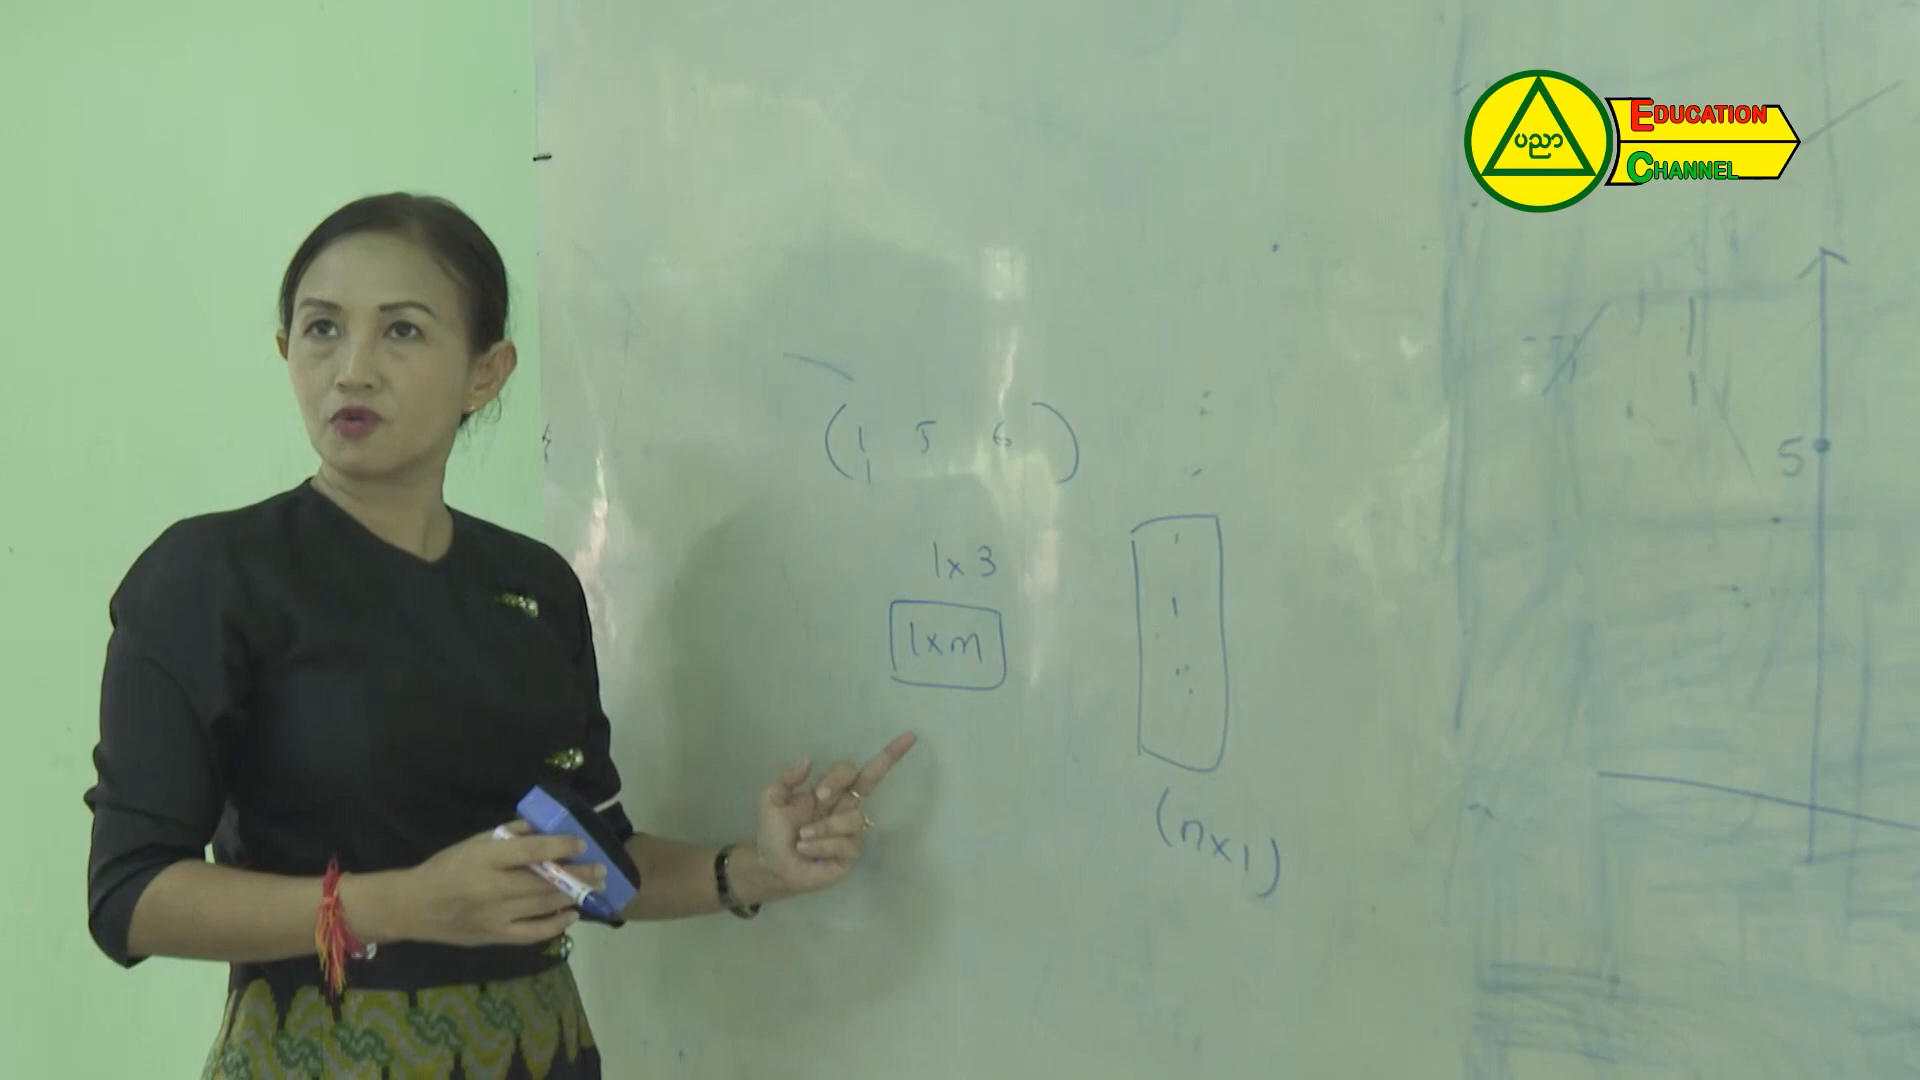 EDUCATION
ပညာ
CHANNEL
( 1 5 6 )
1x3
1xm
(nx1)
5